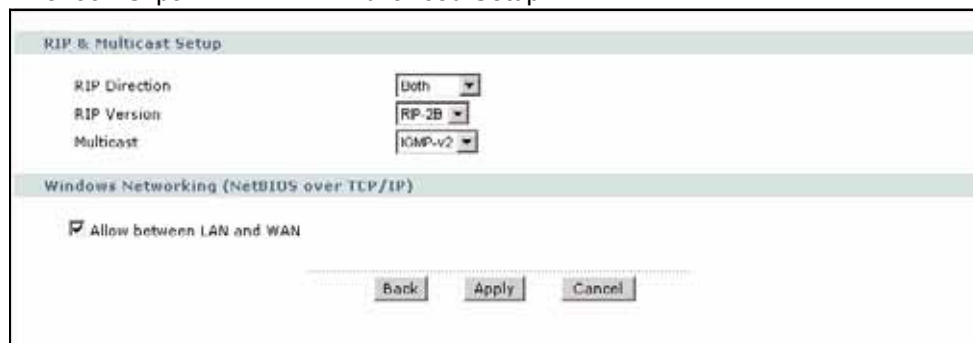 RIP & Multicast Setup
RIP Direction Both
RIP Version RIP-2B
Multicast IGMP-v2
Windows Networking (NetBIOS over TCP/IP)
Allow between LAN and WAN
Back Apply Cancel